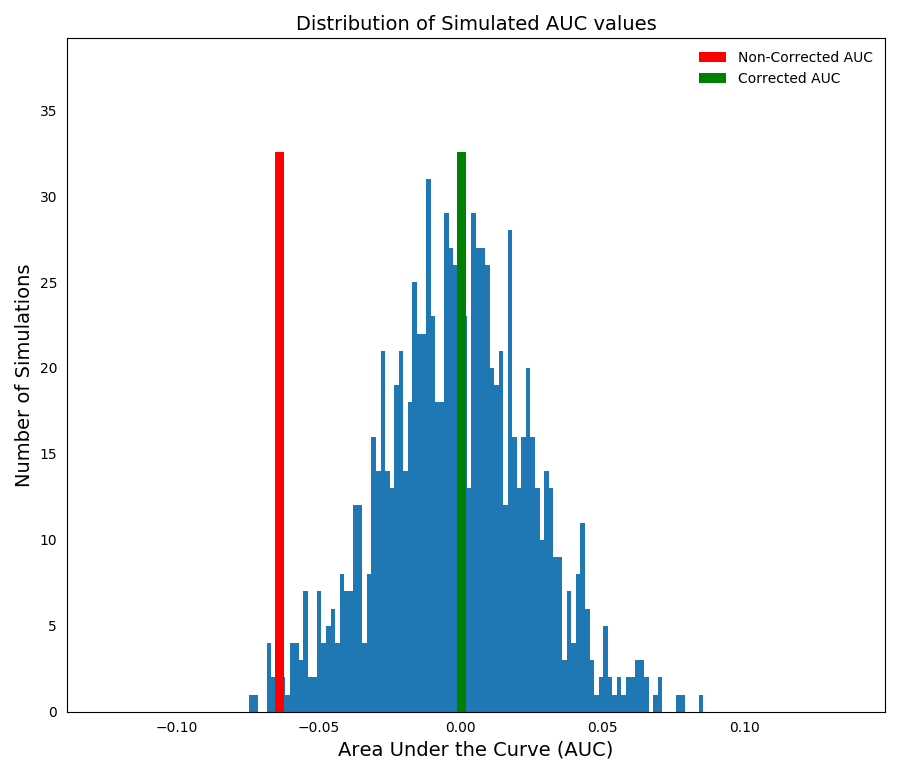 Distribution of Simulated AUC values
Non-Corrected AUC
Corrected AUC
35
30
25
20
15
10
5
0
Number of Simulations
−0.10 −0.05 0.00 0.05 0.10
Area Under the Curve (AUC)